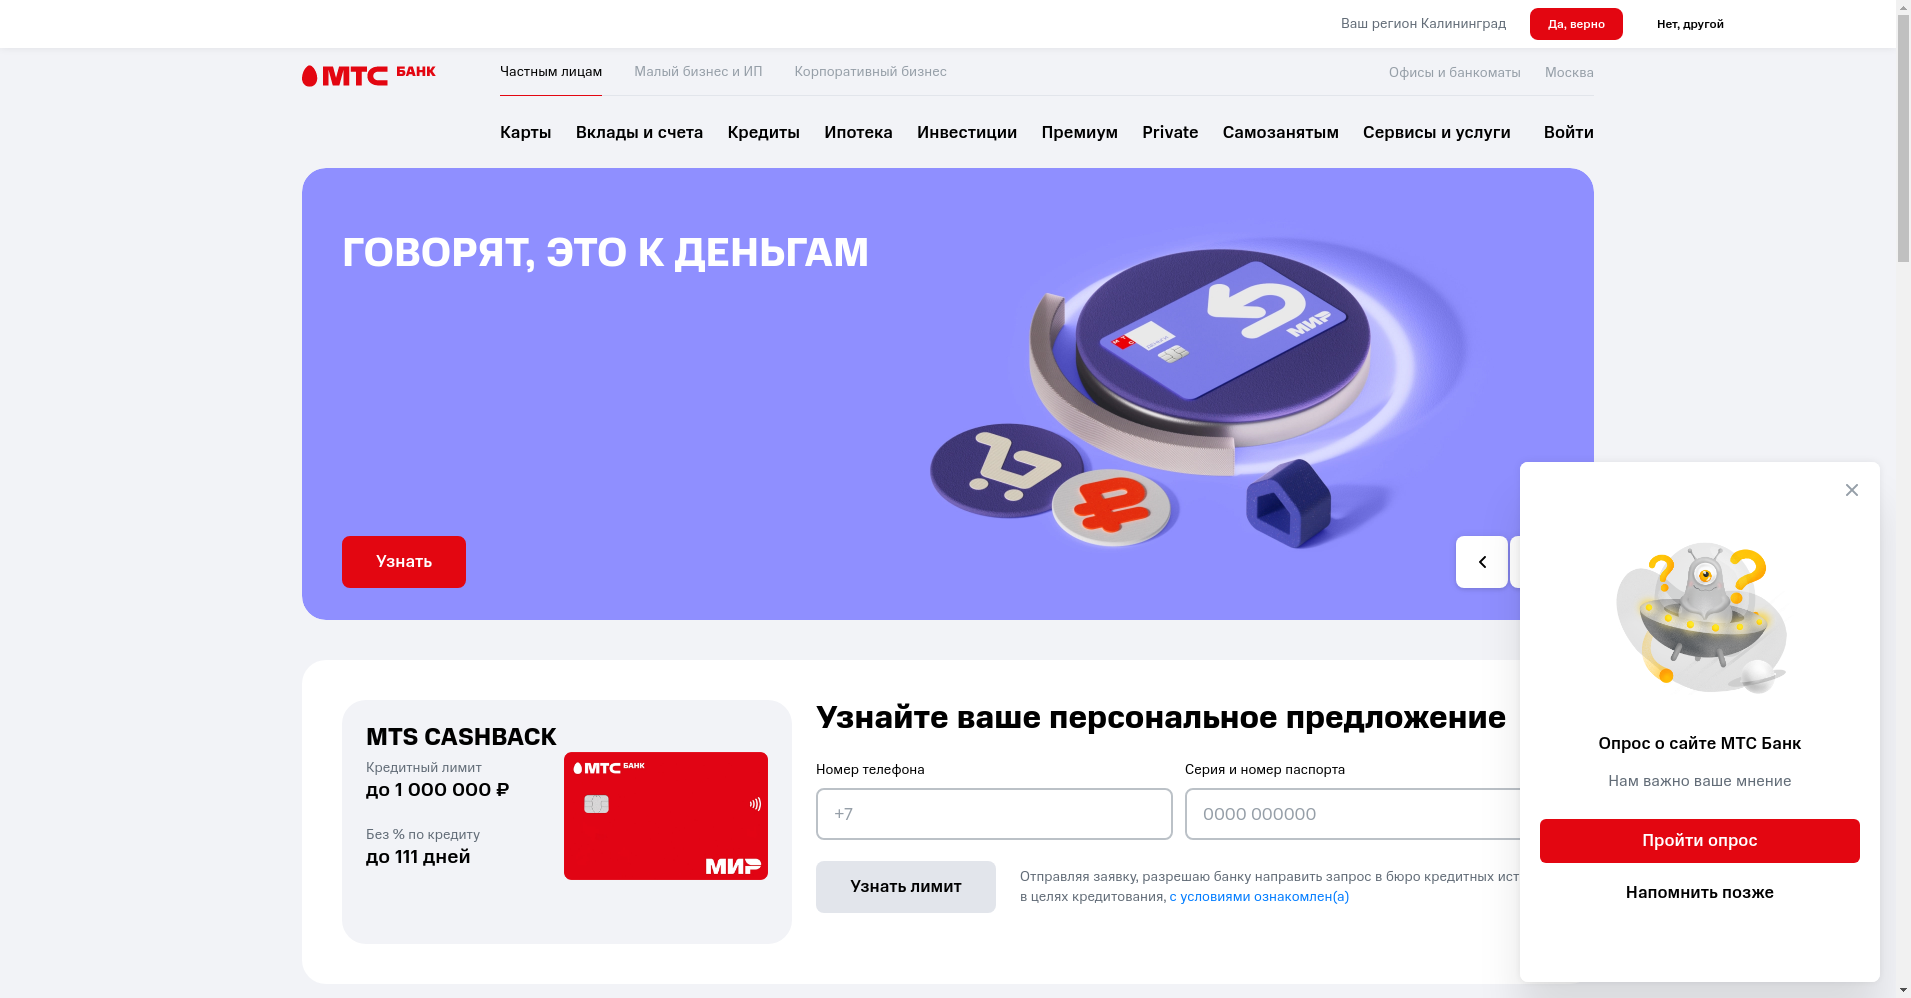 Ваш регион Калининград
Да, верно
Нет, другой
МТС БАНК
Частным лицам
Малый бизнес и ИП
Корпоративный бизнес
Офисы и банкоматы
Москва
Карты
Вклады и счета
Кредиты
Ипотека
Инвестиции
Премиум
Private
Самозанятым
Сервисы и услуги
Войти
ГОВОРЯТ, ЭТО К ДЕНЬГАМ
МИР
Узнать
MTS CASHBACK
Кредитный лимит
до 1 000 000 ₽
Без % по кредиту
до 111 дней
МТС БАНК
МИР
Узнайте ваше персональное предложение
Номер телефона
+7
Серия и номер паспорта
0000 000000
Узнать лимит
Отправляя заявку, разрешаю банку направить запрос в бюро кредитных ист
в целях кредитования, с условиями ознакомлен(а)
Опрос о сайте МТС Банк
Нам важно ваше мнение
Пройти опрос
Напомнить позже